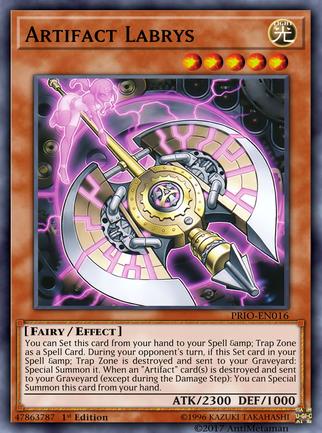 ARTIFACT LABRYS
LIGHT
光
PRIO-EN016
[ FAIRY / EFFECT ]
You can Set this card from your hand to your Spell &amp; Trap Zone
as a Spell Card. During your opponent's turn, if this Set card in your
Spell &amp; Trap Zone is destroyed and sent to your Graveyard:
Special Summon it. When an "Artifact" card(s) is destroyed and
sent to your Graveyard (except during the Damage Step): You can Special
Summon this card from your hand.
ATK/2300 DEF/1000
47863787 1st Edition ©1996 KAZUKI TAKAHASHI
©2017 AntiMetaman